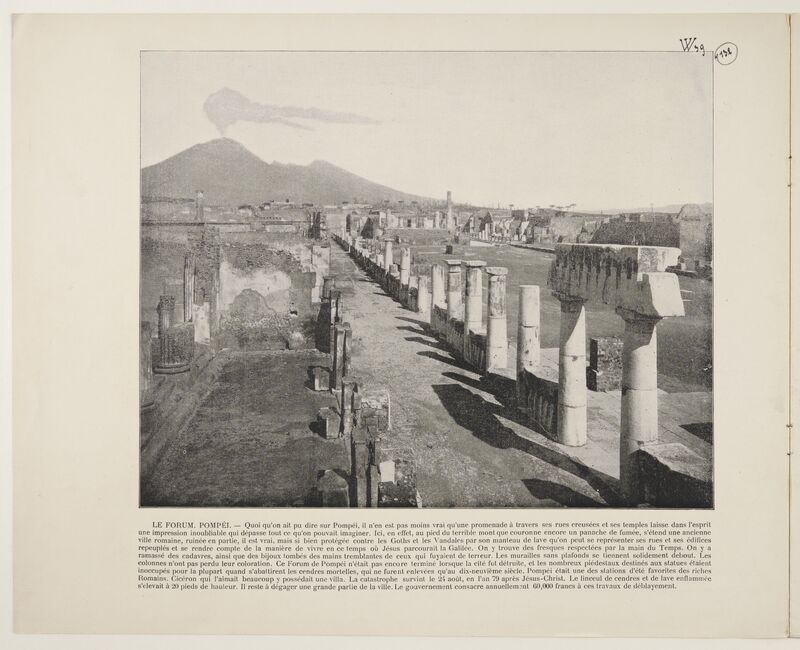 W59
138
LE FORUM. POMPÉI. — Quoi qu'on ait pu dire sur Pompéi, il n'en est pas moins vrai qu'une promenade à travers ses rues creusées et ses temples laisse dans l'esprit
une impression inoubliable qui dépasse tout ce qu'on pouvait imaginer. Ici, en effet, au pied du terrible mont que couronne encore un panache de fumée, s'étend une ancienne
ville romaine, ruinée en partie, il est vrai, mais si bien protégée contre les Goths et les Vandales par son manteau de lave qu'on peut se représenter ses rues et ses édifices
repeuplés et se rendre compte de la manière de vivre en ce temps où Jésus parcourait la Galilée. On y trouve des fresques respectées par la main du Temps. On y a
ramassé des cadavres, ainsi que des bijoux tombés des mains tremblantes de ceux qui fuyaient de terreur. Les murailles sans plafonds se tiennent solidement debout. Les
colonnes n'ont pas perdu leur coloration. Ce Forum de Pompéi n'était pas encore terminé lorsque la cité fut détruite, et les nombreux piédestaux destinés aux statues étaient
inoccupés pour la plupart quand s'abattirent les cendres mortelles, qui ne furent enlevées qu'au dix-neuvième siècle. Pompéi était une des stations d'été favorites des riches
Romains. Cicéron qui l'aimait beaucoup y possédait une villa. La catastrophe survint le 24 août, en l'an 79 après Jésus-Christ. Le linceul de cendres et de lave enflammée
s'élevait à 20 pieds de hauteur. Il reste à dégager une grande partie de la ville. Le gouvernement consacre annuellement 60,000 francs à ces travaux de déblayement.